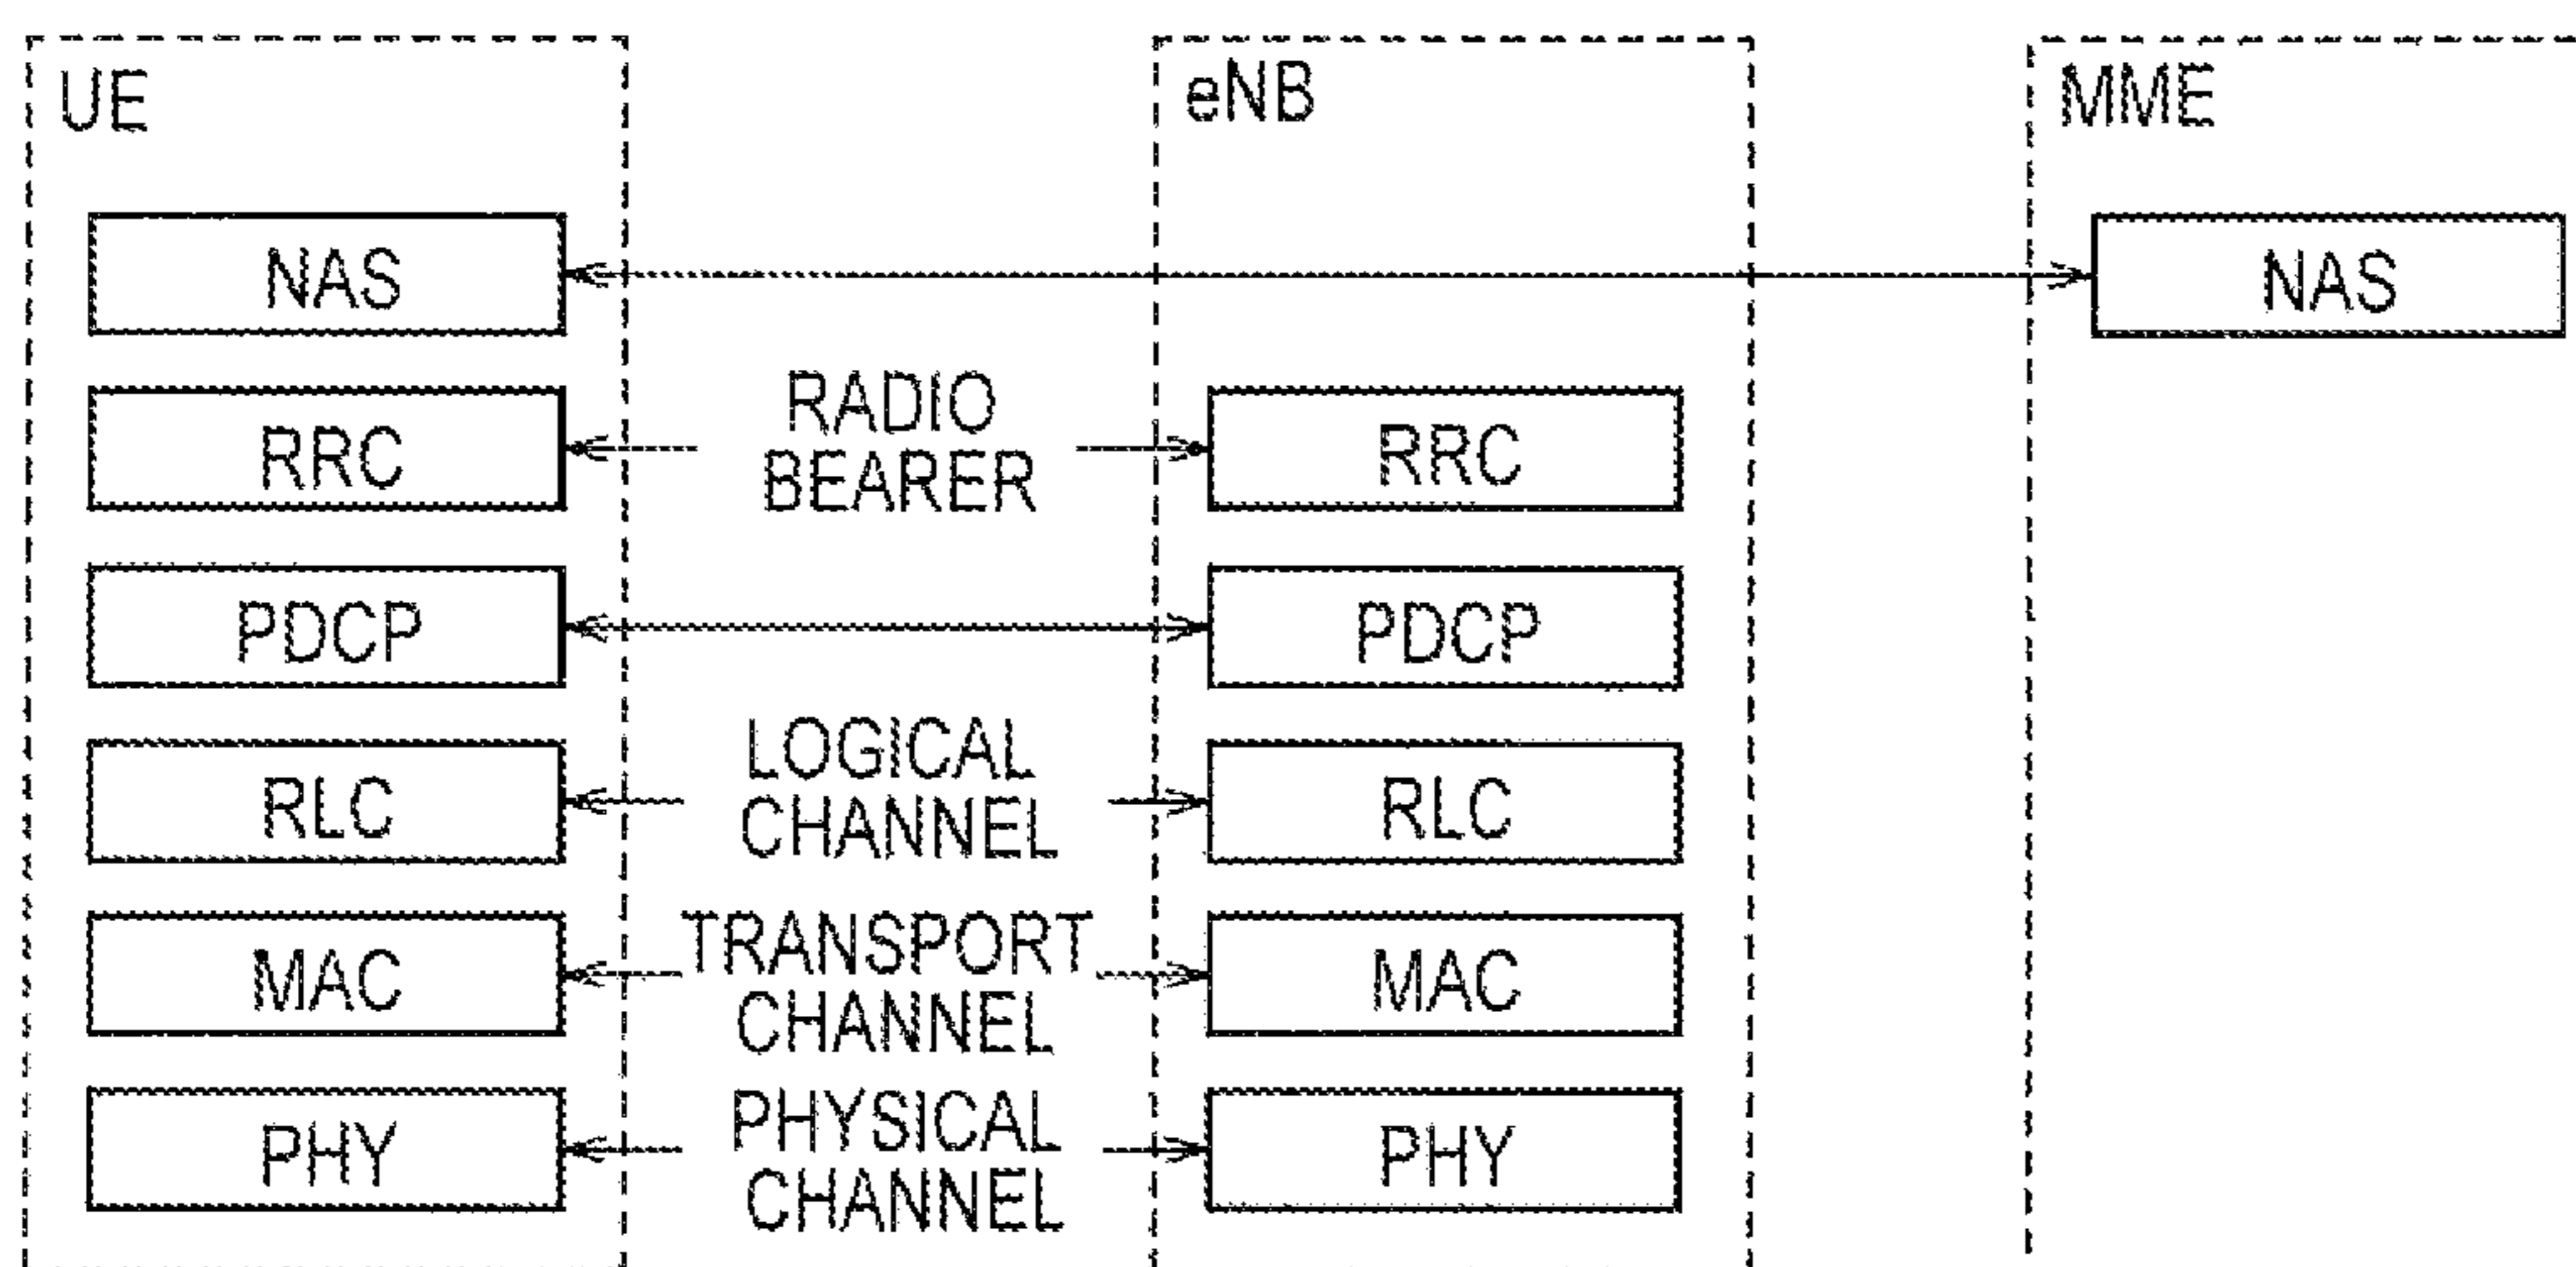 UE
eNB
MME
NAS
NAS
RADIO
BEARER
RRC
RRC
PDCP
PDCP
LOGICAL
CHANNEL
RLC
RLC
TRANSPORT
CHANNEL
MAC
MAC
PHYSICAL
CHANNEL
PHY
PHY